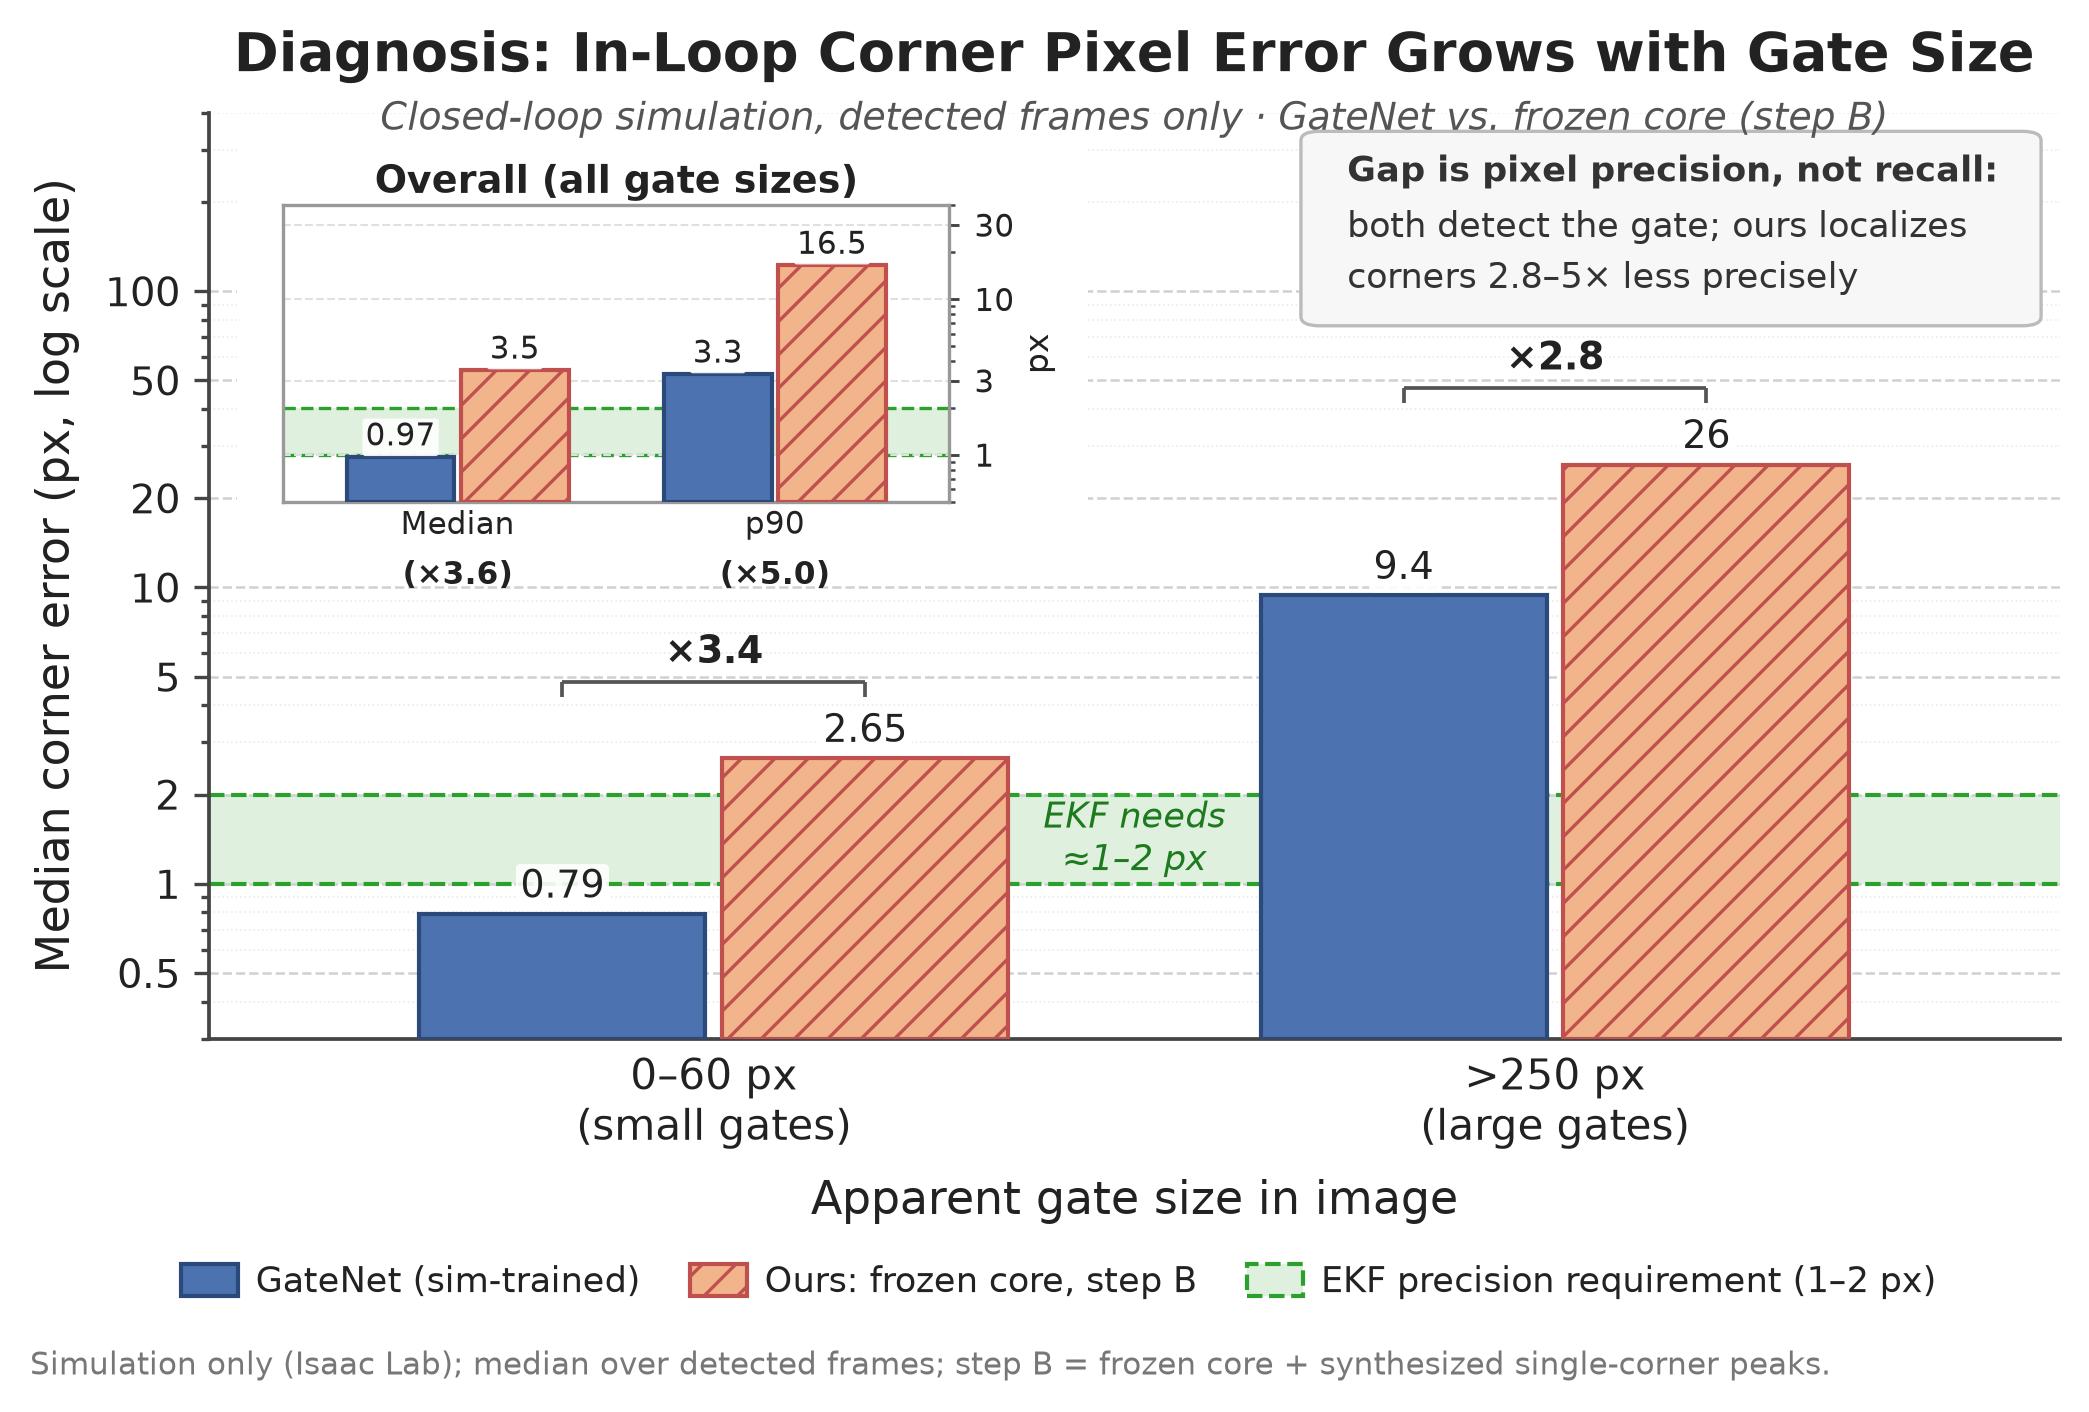 Diagnosis: In-Loop Corner Pixel Error Grows with Gate Size
Closed-loop simulation, detected frames only · GateNet vs. frozen core (step B)
Median corner error (px, log scale)
100
50
20
10
5
2
1
0.5
Overall (all gate sizes)
0.97
3.5
3.3
16.5
30
10
3
1
px
Median
p90
(×3.6)
(×5.0)
Gap is pixel precision, not recall:
both detect the gate; ours localizes
corners 2.8–5× less precisely
×3.4
×2.8
0.79
2.65
9.4
26
EKF needs
≈1–2 px
0–60 px
(small gates)
>250 px
(large gates)
Apparent gate size in image
GateNet (sim-trained)
Ours: frozen core, step B
EKF precision requirement (1–2 px)
Simulation only (Isaac Lab); median over detected frames; step B = frozen core + synthesized single-corner peaks.